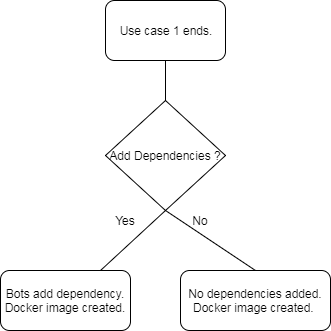 Use case 1 ends.
Add Dependencies ?
Yes
No
Bots add dependency.
Docker image created.
No dependencies added.
Docker image created.